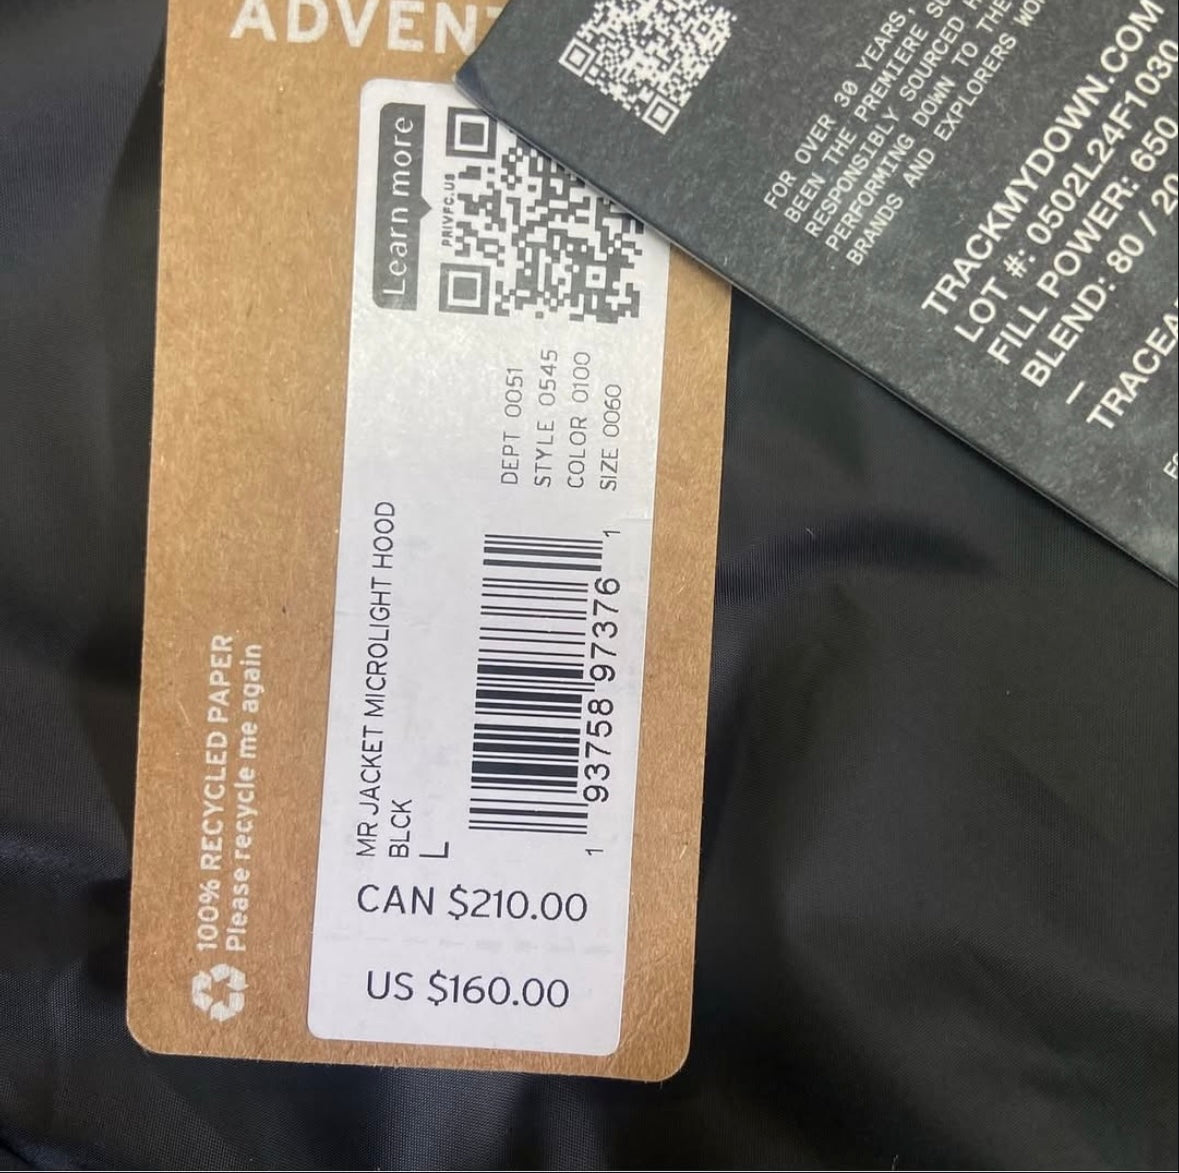 ADVEN
Learn more
PRIVPC.US
DEPT 0051
STYLE 0545
COLOR 0100
SIZE 0060
MR JACKET MICROLIGHT HOOD
BLCK
L
1 93758 97376 1
CAN $210.00
US $160.00
100% RECYCLED PAPER
Please recycle me again
FOR OVER 30 YEARS,
BEEN THE PREMIERE
RESPONSIBLY SOURCED
PERFORMING DOWN TO THE
BRANDS AND EXPLORERS
TRACKMYDOWN.COM
LOT #: 0502L24F1030
FILL POWER: 650
BLEND: 80 / 20
—